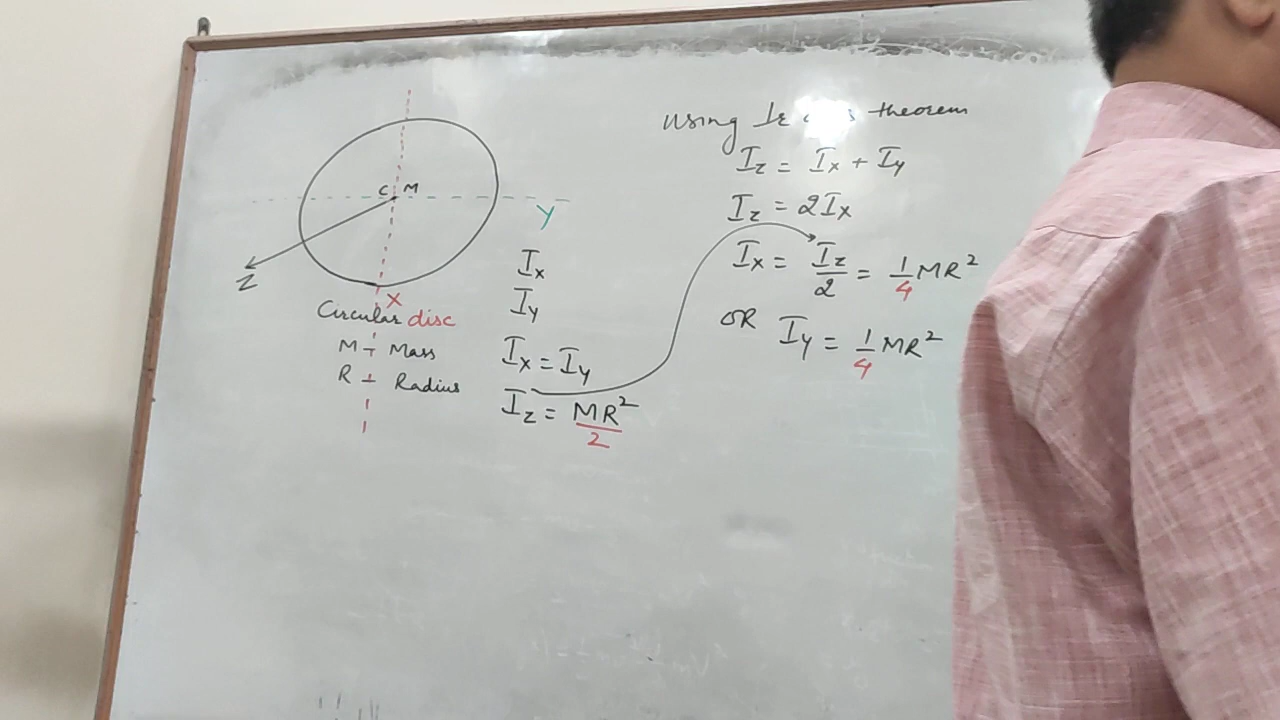 C M
Y
Z
X
Circular disc
M - Mass
R - Radius
Ix
Iy
Ix = Iy
Iz = MR²/2
using theorem
Iz = Ix + Iy
Iz = 2Ix
Ix = Iz/2 = 1/4 MR²
OR Iy = 1/4 MR²